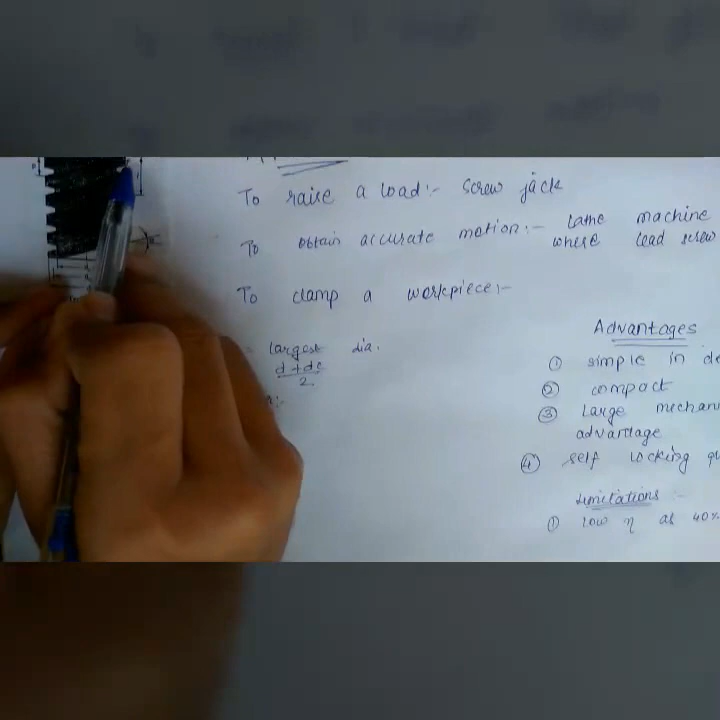 To raise a load:- screw jack
To obtain accurate motion:- lathe machine
where lead screw
To clamp a workpiece:-
largest dia.
d+dc
2
Advantages
① simple in de
② compact
③ Large mechan
advantage
④ self locking
Limitations :-
① low η as 40%